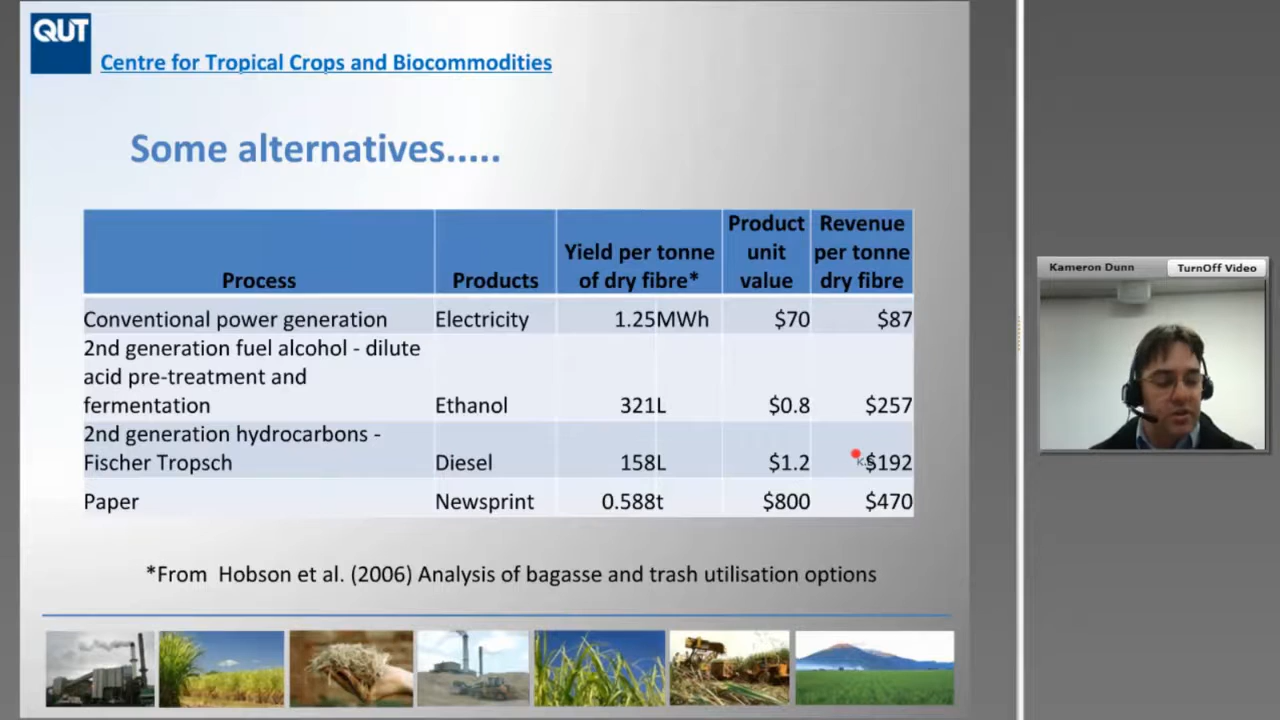 QUT
Centre for Tropical Crops and Biocommodities
Some alternatives.....
Process
Products
Yield per tonne
of dry fibre*
Product
unit
value
Revenue
per tonne
dry fibre
Conventional power generation Electricity 1.25MWh $70 $87
2nd generation fuel alcohol - dilute
acid pre-treatment and
fermentation Ethanol 321L $0.8 $257
2nd generation hydrocarbons -
Fischer Tropsch Diesel 158L $1.2 $192
Paper Newsprint 0.588t $800 $470
*From Hobson et al. (2006) Analysis of bagasse and trash utilisation options
Kameron Dunn
TurnOff Video